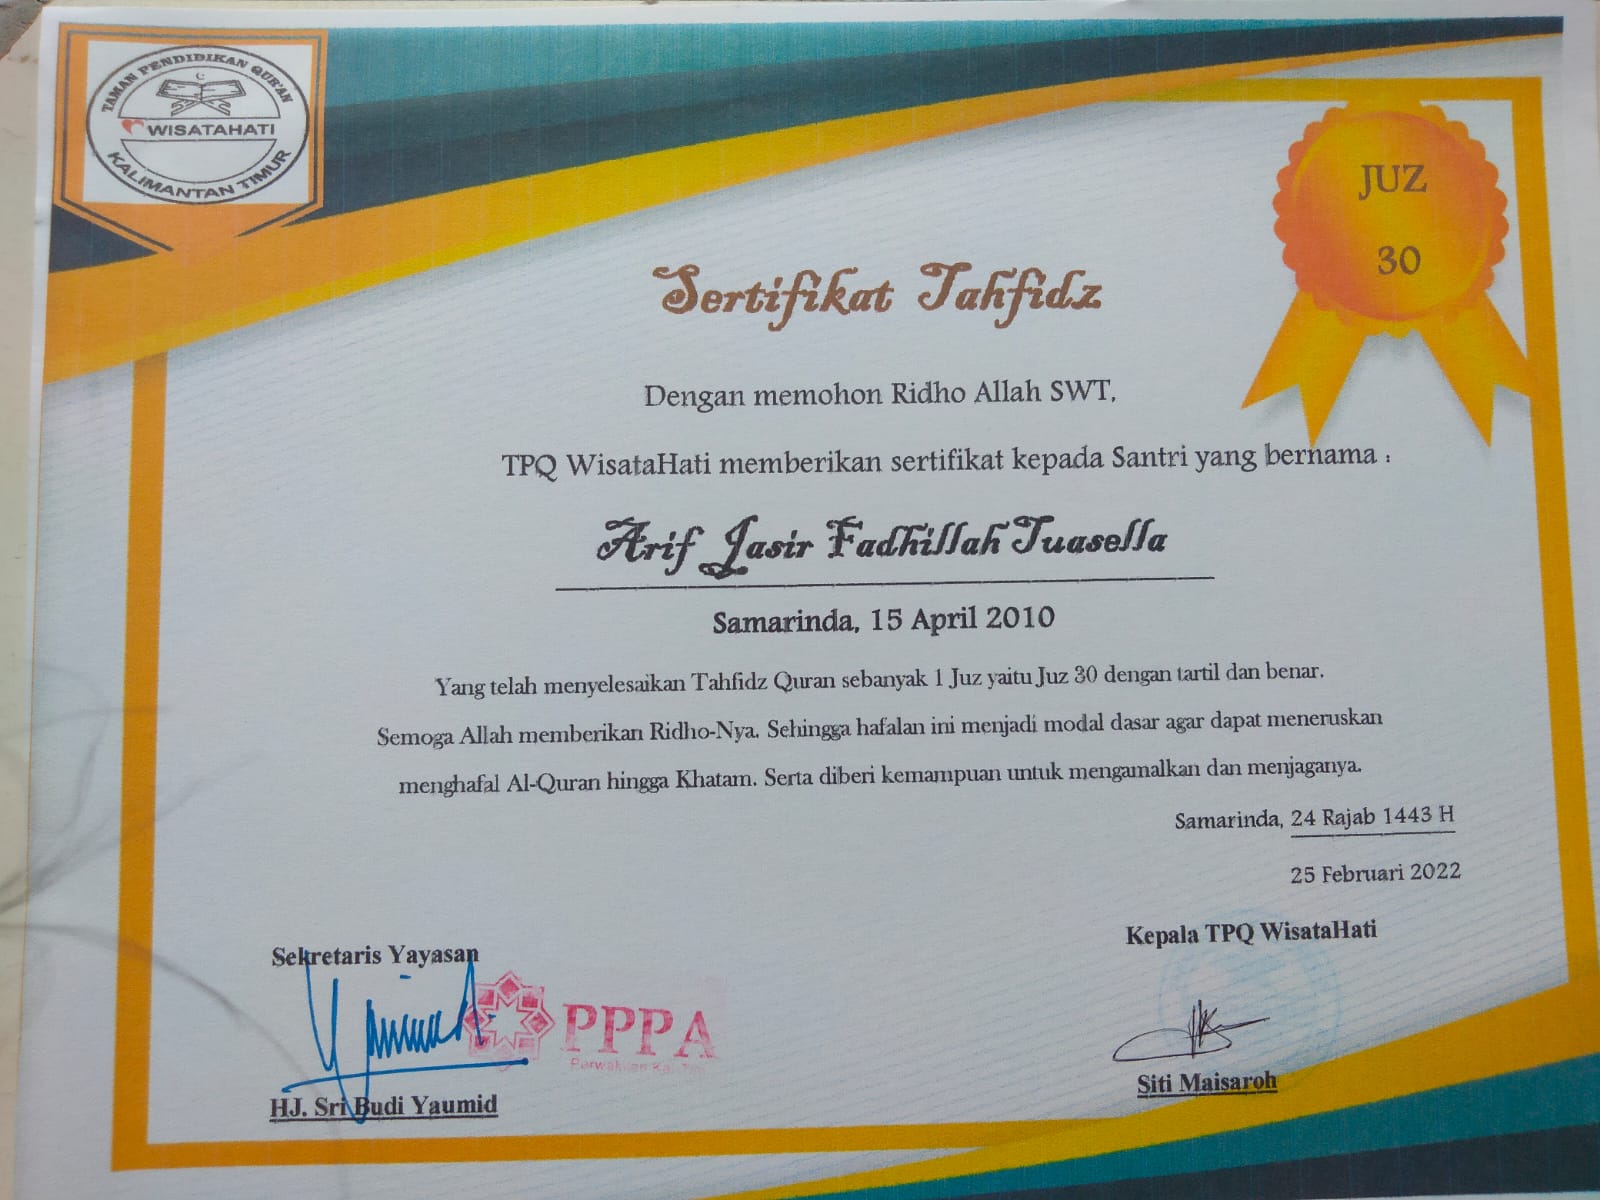 TAMAN PENDIDIKAN QUR'AN
WISATAHATI
KALIMANTAN TIMUR
JUZ
30
Sertifikat Tahfidz
Dengan memohon Ridho Allah SWT,
TPQ WisataHati memberikan sertifikat kepada Santri yang bernama :
Arif Jasir Fadhillah Tuasella
Samarinda, 15 April 2010
Yang telah menyelesaikan Tahfidz Quran sebanyak 1 Juz yaitu Juz 30 dengan tartil dan benar.
Semoga Allah memberikan Ridho-Nya. Sehingga hafalan ini menjadi modal dasar agar dapat meneruskan
menghafal Al-Quran hingga Khatam. Serta diberi kemampuan untuk mengamalkan dan menjaganya.
Samarinda, 24 Rajab 1443 H
25 Februari 2022
Sekretaris Yayasan
Kepala TPQ WisataHati
PPPA
HJ. Sri Budi Yaumid
Siti Maisaroh